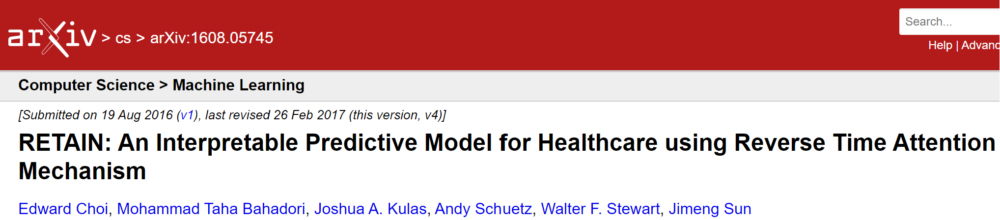 arXiv > cs > arXiv:1608.05745
Search...
Help | Advanc
Computer Science > Machine Learning
[Submitted on 19 Aug 2016 (v1), last revised 26 Feb 2017 (this version, v4)]
RETAIN: An Interpretable Predictive Model for Healthcare using Reverse Time Attention
Mechanism
Edward Choi, Mohammad Taha Bahadori, Joshua A. Kulas, Andy Schuetz, Walter F. Stewart, Jimeng Sun